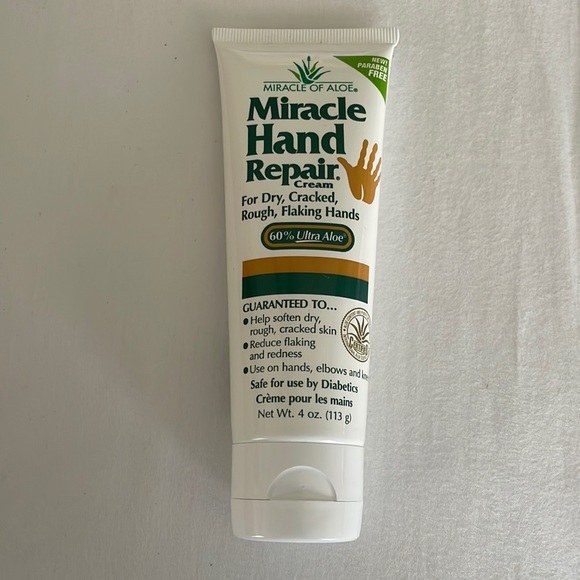 NEW!
PARABEN
FREE
MIRACLE OF ALOE®
Miracle
Hand
Repair®
Cream
For Dry, Cracked,
Rough, Flaking Hands
60% Ultra Aoe®
GUARANTEED TO...
• Help soften dry,
rough, cracked skin
• Reduce flaking
and redness
• Use on hands, elbows and
Safe for use by Diabetics
Crème pour les mains
Net Wt. 4 oz. (113 g)